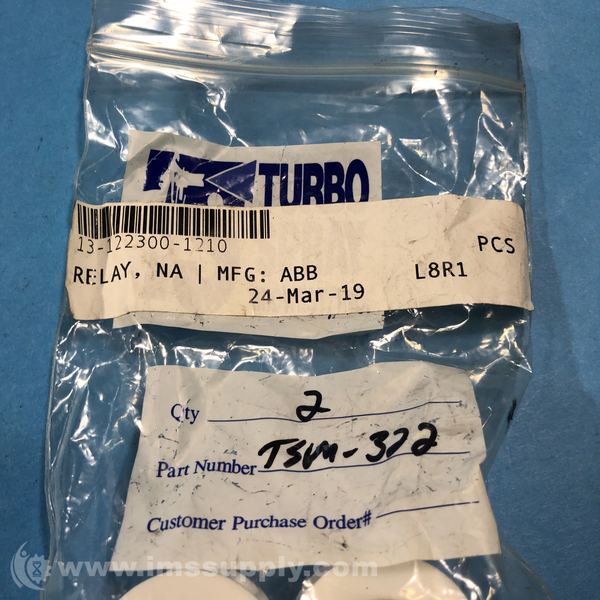 TURBO
13-122300-1210
PCS
RELAY, NA | MFG: ABB
L8R1
24-Mar-19
Qty 2
Part Number TSM-322
Customer Purchase Order#
www.imssupply.com